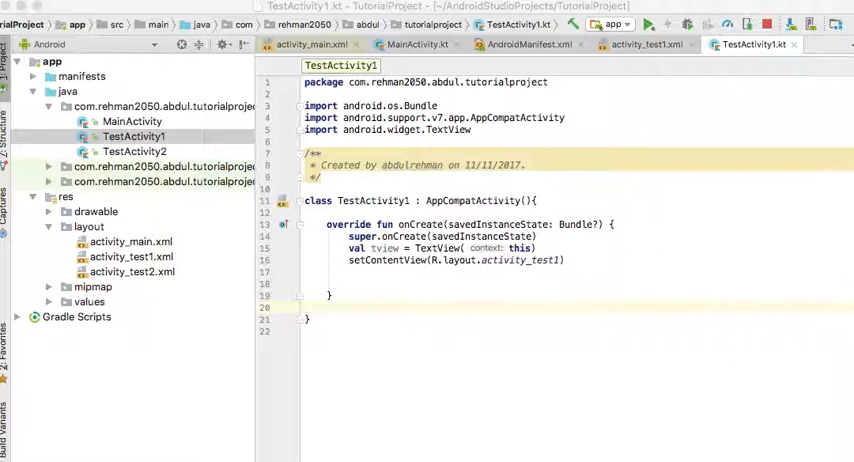 TestActivity1.kt - TutorialProject - [~/AndroidStudioProjects/TutorialProject]
rialProject app src main java com rehman2050 abdul tutorialproject TestActivity1.kt app
Android
activity_main.xml MainActivity.kt AndroidManifest.xml activity_test1.xml TestActivity1.kt
1: Project
Z: Structure
Captures
2: Favorites
Build Variants
app
manifests
java
com.rehman2050.abdul.tutorialproje
MainActivity
TestActivity1
TestActivity2
com.rehman2050.abdul.tutorialproje
com.rehman2050.abdul.tutorialproje
res
drawable
layout
activity_main.xml
activity_test1.xml
activity_test2.xml
mipmap
values
Gradle Scripts
TestActivity1
1 package com.rehman2050.abdul.tutorialproject
2
3 import android.os.Bundle
4 import android.support.v7.app.AppCompatActivity
5 import android.widget.TextView
6
7 /**
8 * Created by abdulrehman on 11/11/2017.
9 */
10
11 class TestActivity1 : AppCompatActivity(){
12
13 override fun onCreate(savedInstanceState: Bundle?) {
14 super.onCreate(savedInstanceState)
15 val tview = TextView( context: this)
16 setContentView(R.layout.activity_test1)
17
18
19 }
20
21 }
22